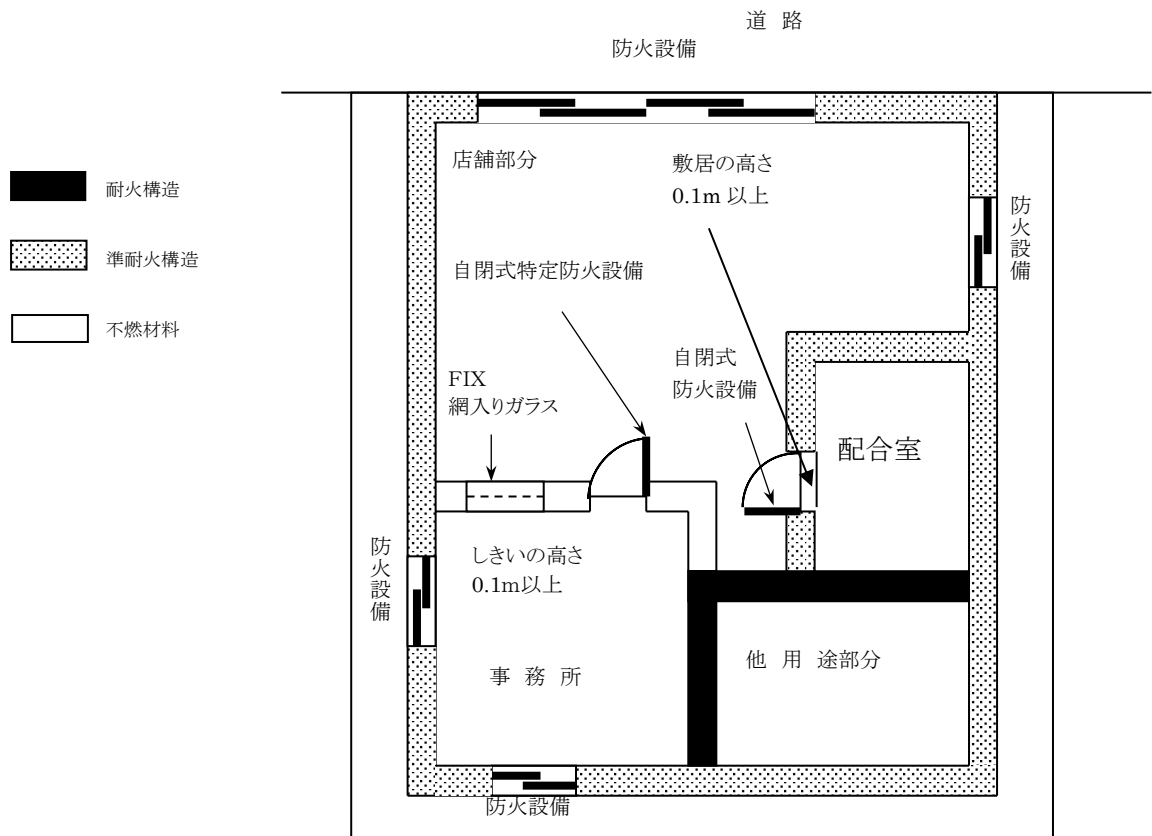 道 路
防火設備
耐火構造
準耐火構造
不燃材料
店舗部分
敷居の高さ
0.1m 以上
防火設備
自閉式特定防火設備
自閉式
防火設備
FIX
網入りガラス
配合室
しきいの高さ
0.1m以上
防火設備
事 務 所
他 用 途部分
防火設備